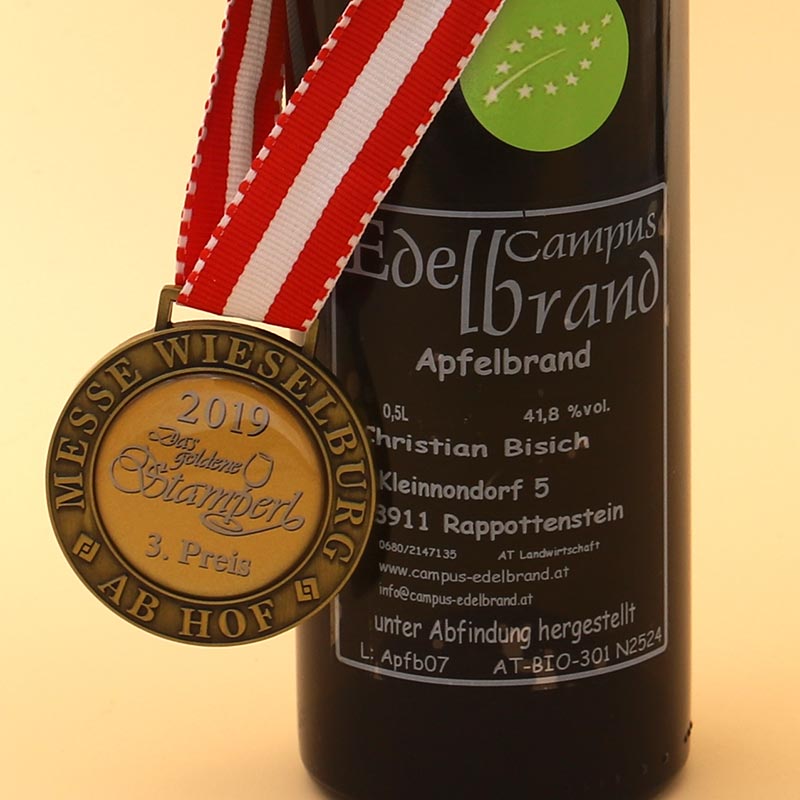 MESSE WIESELBURG
2019
Das
goldene
Stamperl
3. Preis
AB HOF
Edel Campus
brand
Apfelbrand
0,5L 41,8 %vol.
Christian Bisich
Kleinnondorf 5
3911 Rappottenstein
0680/2147135 AT Landwirtschaft
www.campus-edelbrand.at
info@campus-edelbrand.at
unter Abfindung hergestellt
L: Apfb07 AT-BIO-301 N2524